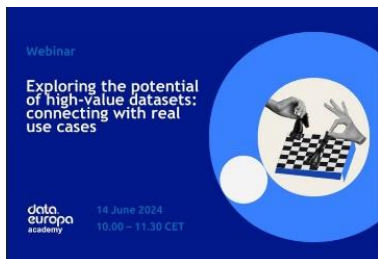 Webinar
Exploring the potential
of high-value datasets:
connecting with real
use cases
data.
europa
academy
14 June 2024
10.00 – 11.30 CET